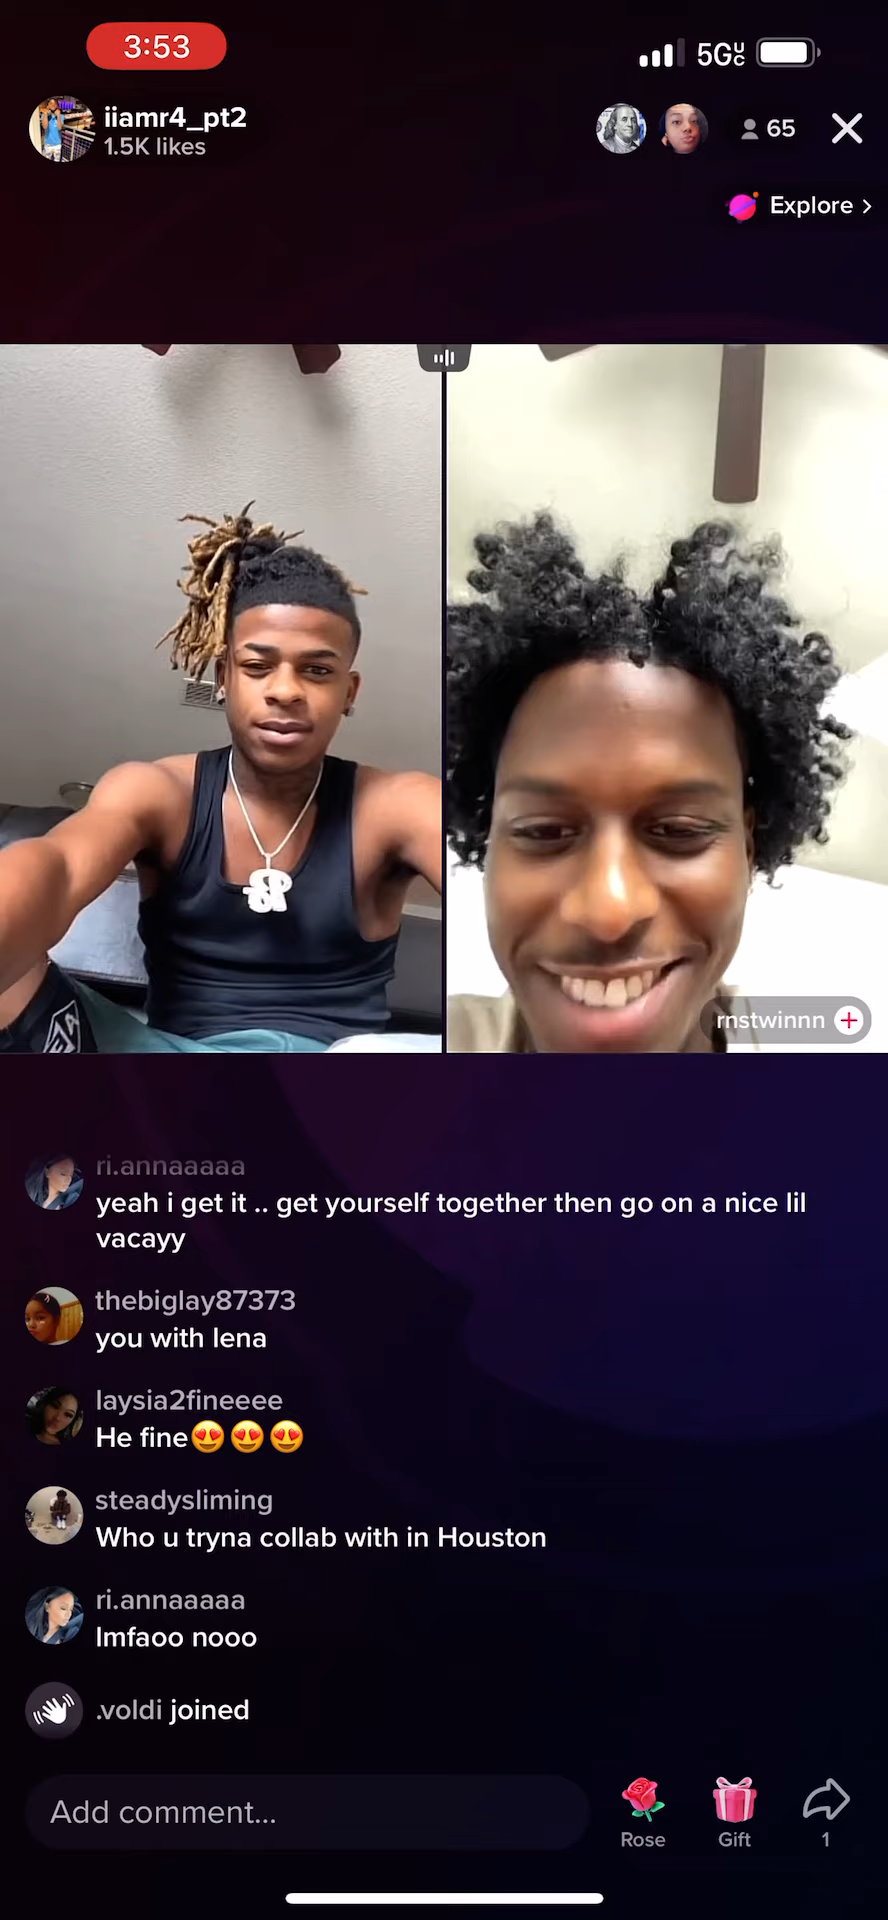 3:53
5GUC
iiamr4_pt2
1.5K likes
65
Explore >
rnstwinnn
ri.annaaaaa
yeah i get it .. get yourself together then go on a nice lil
vacayy
thebiglay87373
you with lena
laysia2fineeee
He fine😍😍😍
steadysliming
Who u tryna collab with in Houston
ri.annaaaaa
lmfaoo nooo
.voldi joined
Add comment...
Rose
Gift
1